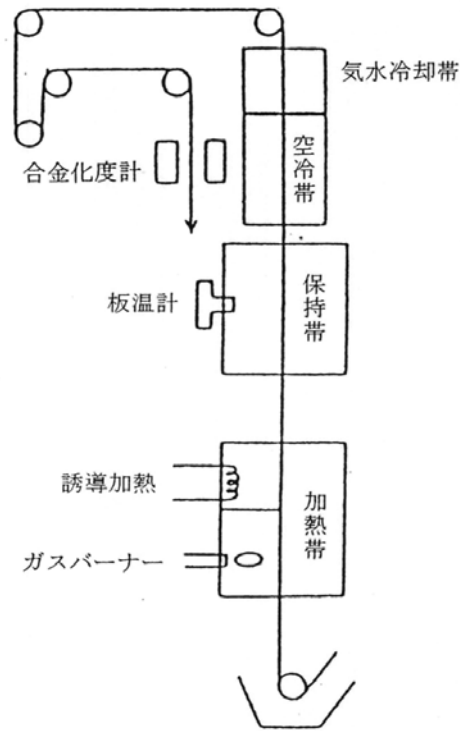 気水冷却帯
空冷帯
合金化度計
保持帯
板温計
誘導加熱
加熱帯
ガスバーナー